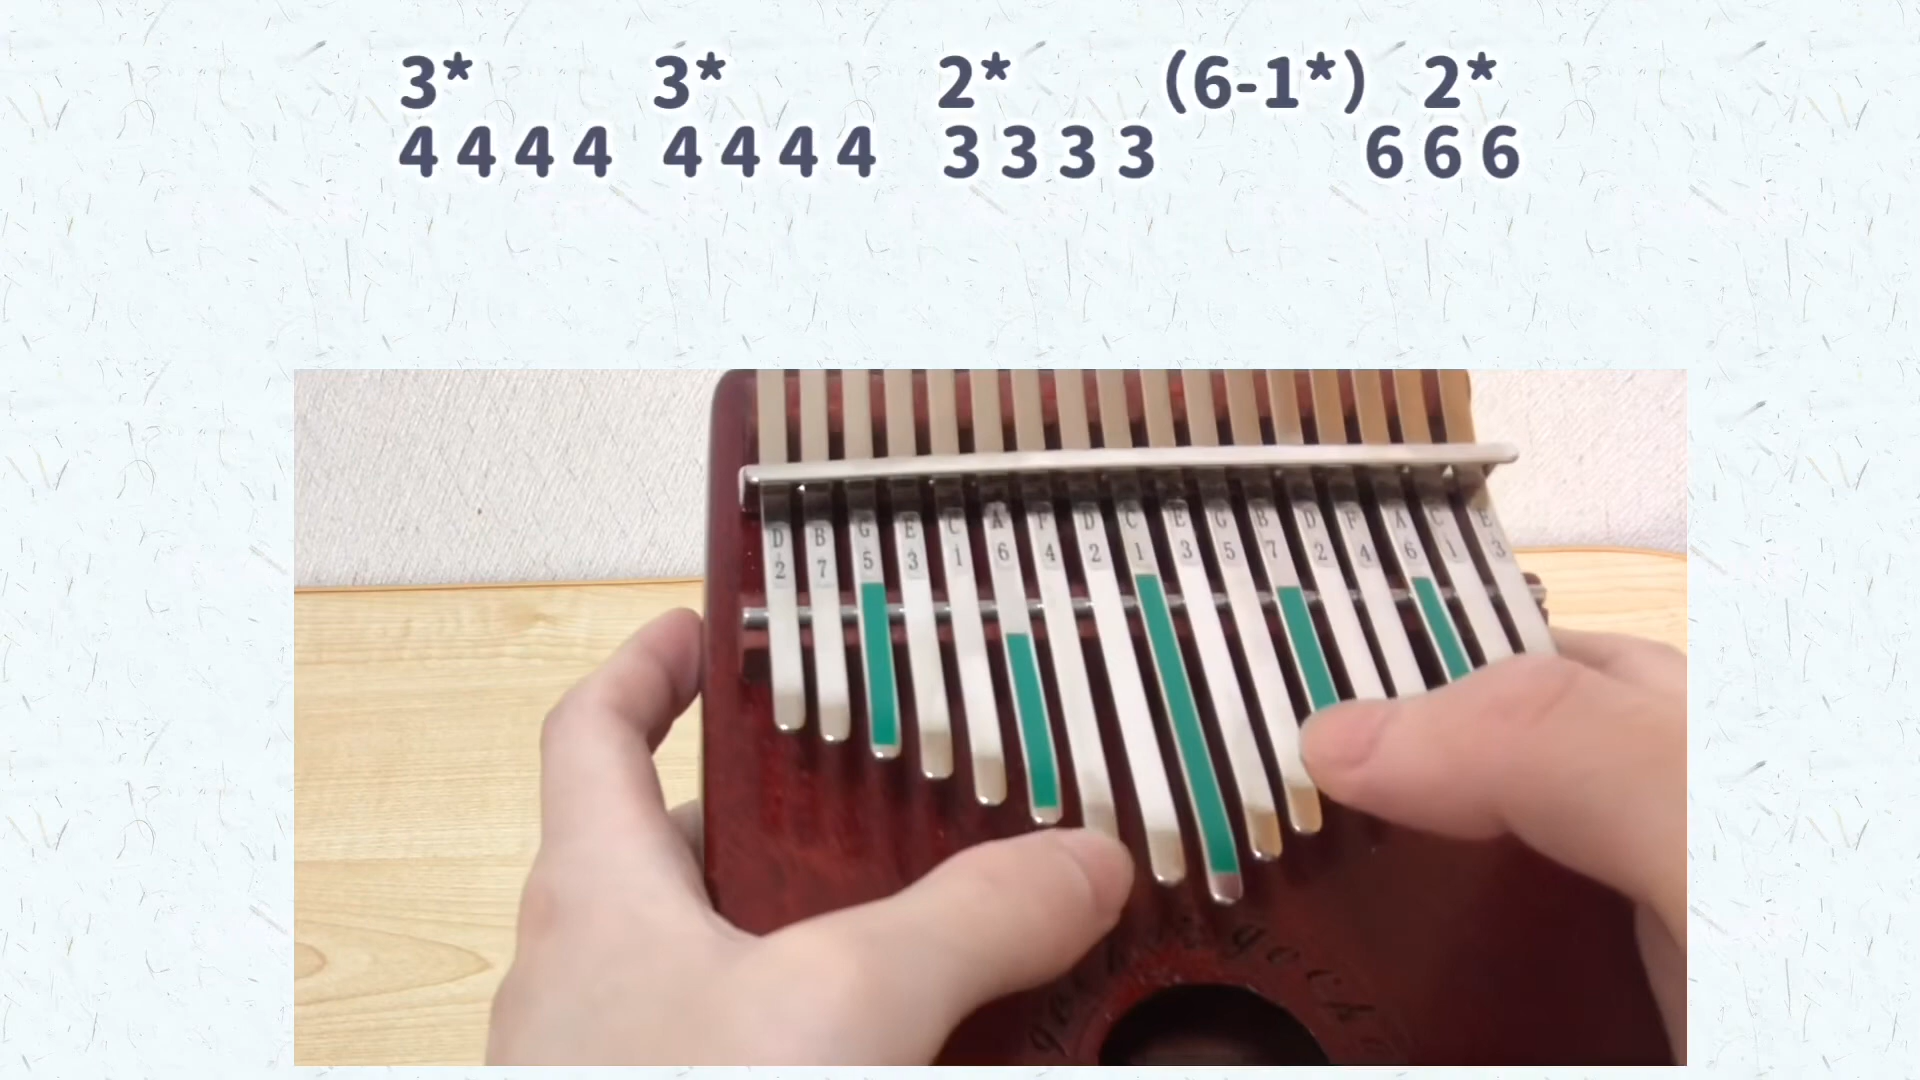 3* 3* 2* (6-1*) 2*
4 4 4 4 4 4 4 4 3 3 3 3 6 6 6
D B G E C A F D C E G B D F A C E
2 7 5 3 1 6 4 2 1 3 5 7 2 4 6 1 3